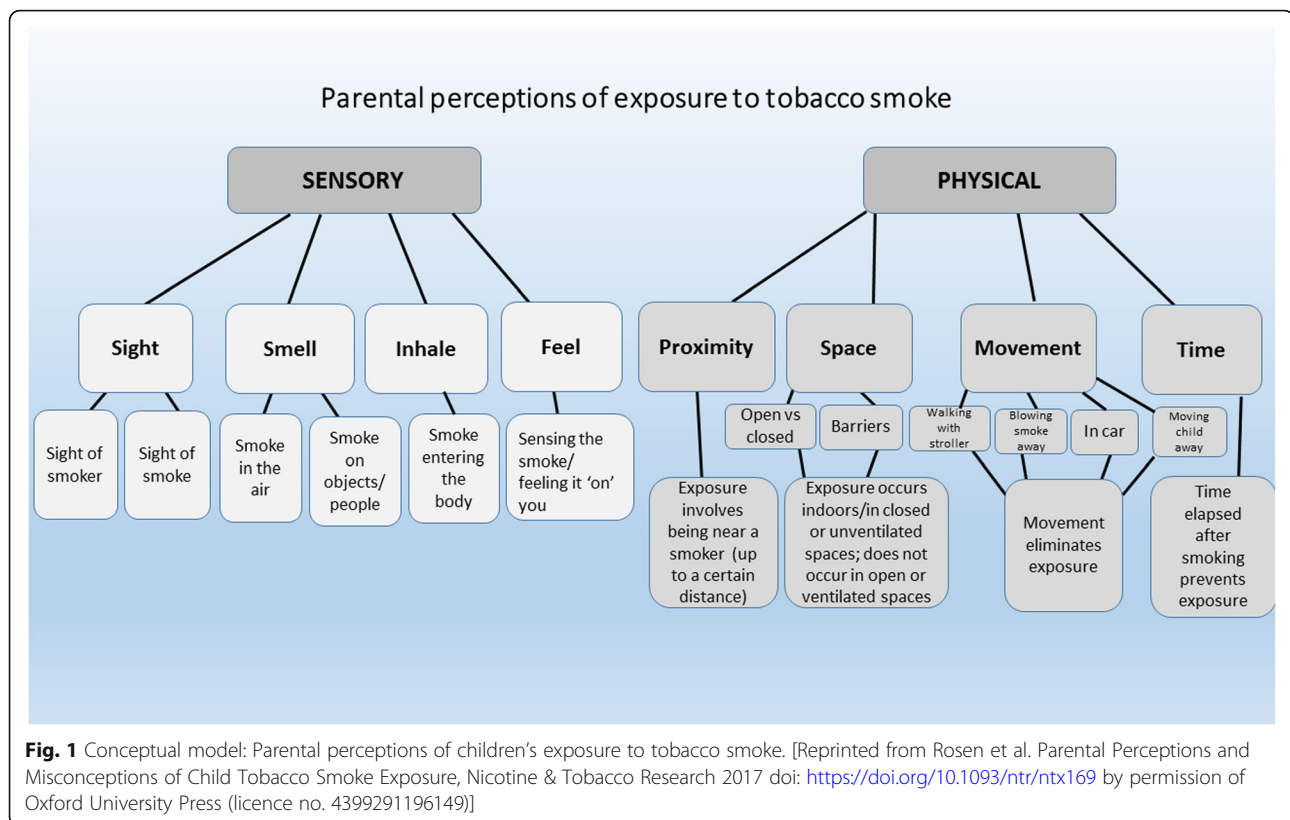 Parental perceptions of exposure to tobacco smoke
SENSORY
PHYSICAL
Sight
Smell
Inhale
Feel
Proximity
Space
Movement
Time
Sight of
smoker
Sight of
smoke
Smoke
in the
air
Smoke
on
objects/
people
Smoke
entering
the
body
Sensing the
smoke/
feeling it ‘on’
you
Open vs
closed
Barriers
Walking
with
stroller
Blowing
smoke
away
In car
Moving
child
away
Exposure
involves
being near a
smoker (up
to a certain
distance)
Exposure occurs
indoors/in closed
or unventilated
spaces; does not
occur in open or
ventilated spaces
Movement
eliminates
exposure
Time
elapsed
after
smoking
prevents
exposure
Fig. 1 Conceptual model: Parental perceptions of children’s exposure to tobacco smoke. [Reprinted from Rosen et al. Parental Perceptions and
Misconceptions of Child Tobacco Smoke Exposure, Nicotine & Tobacco Research 2017 doi: https://doi.org/10.1093/ntr/ntx169 by permission of
Oxford University Press (licence no. 4399291196149)]